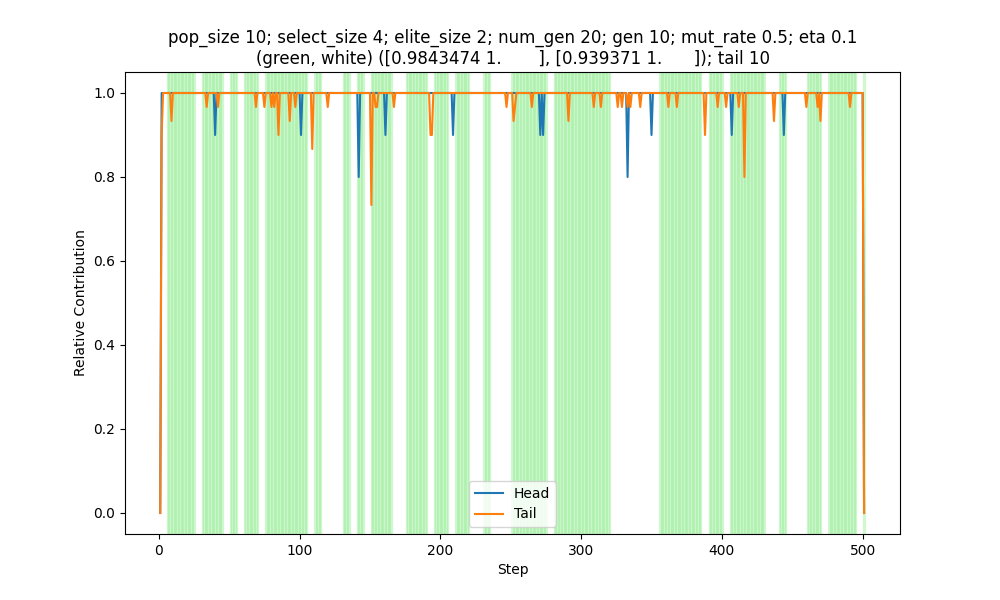 pop_size 10; select_size 4; elite_size 2; num_gen 20; gen 10; mut_rate 0.5; eta 0.1
(green, white) ([0.9843474 1.       ], [0.939371 1.      ]); tail 10
Relative Contribution
1.0
0.8
0.6
0.4
0.2
0.0
Head
Tail
0 100 200 300 400 500
Step